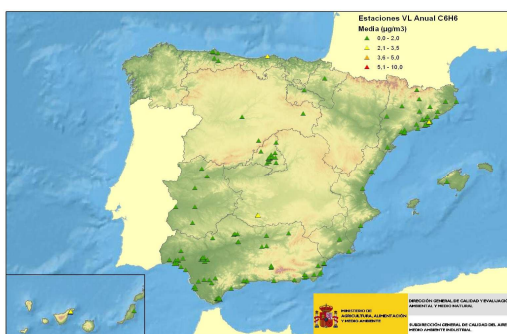 Estaciones VL Anual C6H6
Media (µg/m3)
0,0 - 2,0
2,1 - 3,5
3,6 - 5,0
5,1 - 10,0
MINISTERIO DE
AGRICULTURA, ALIMENTACIÓN
Y MEDIO AMBIENTE
DIRECCIÓN GENERAL DE CALIDAD Y EVALUACIÓ
AMBIENTAL Y MEDIO NATURAL
SUBDIRECCIÓN GENERAL DE CALIDAD DEL AIRE
MEDIO AMBIENTE INDUSTRIAL